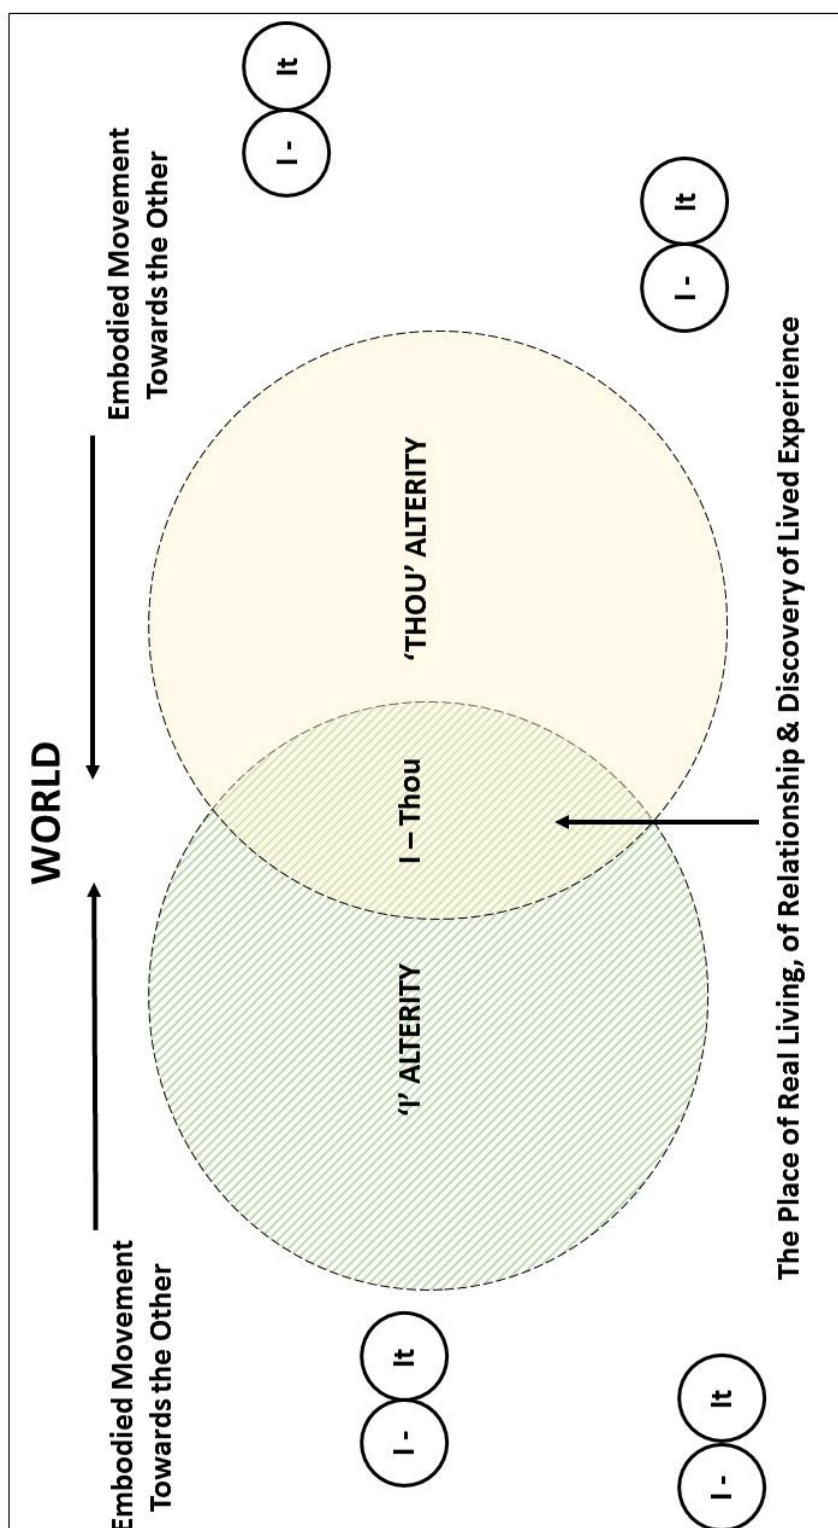 WORLD
Embodied Movement
Towards the Other
Embodied Movement
Towards the Other
I -
It
I -
It
‘I’ ALTERITY
I – Thou
‘THOU’ ALTERITY
I -
It
I -
It
The Place of Real Living, of Relationship & Discovery of Lived Experience